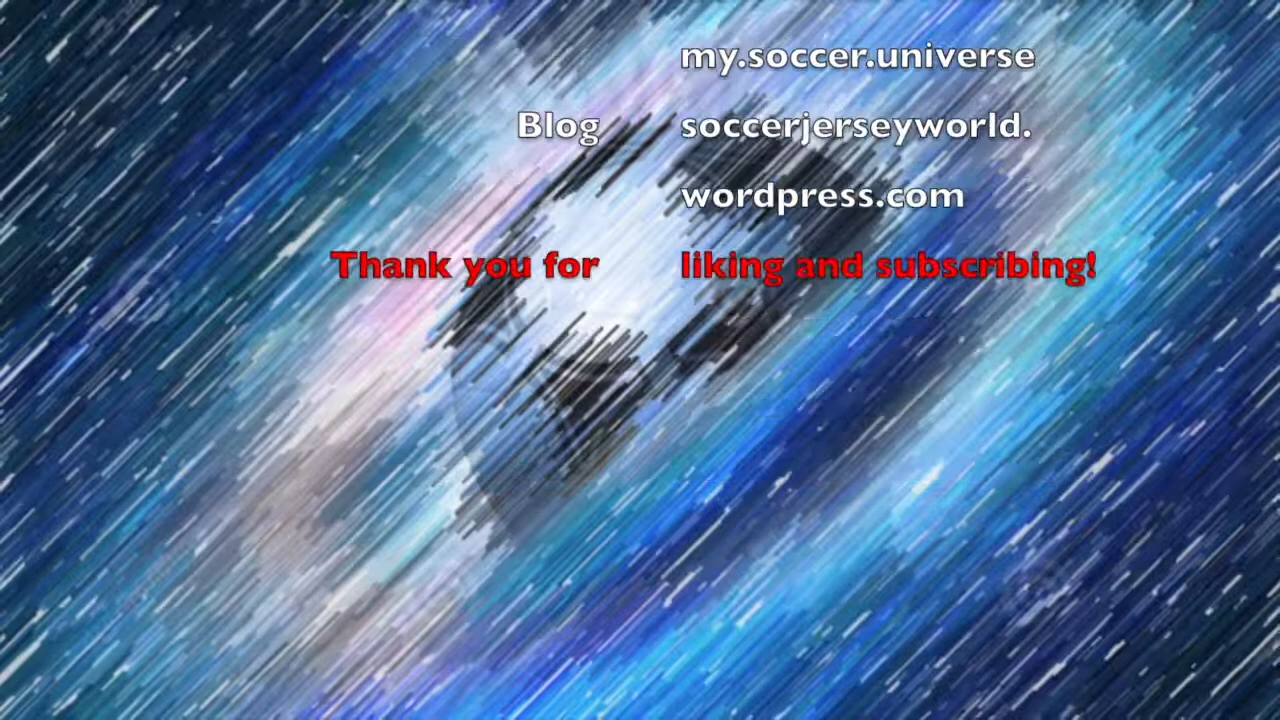 my.soccer.universe
Blog soccerjerseyworld.
wordpress.com
Thank you for liking and subscribing!